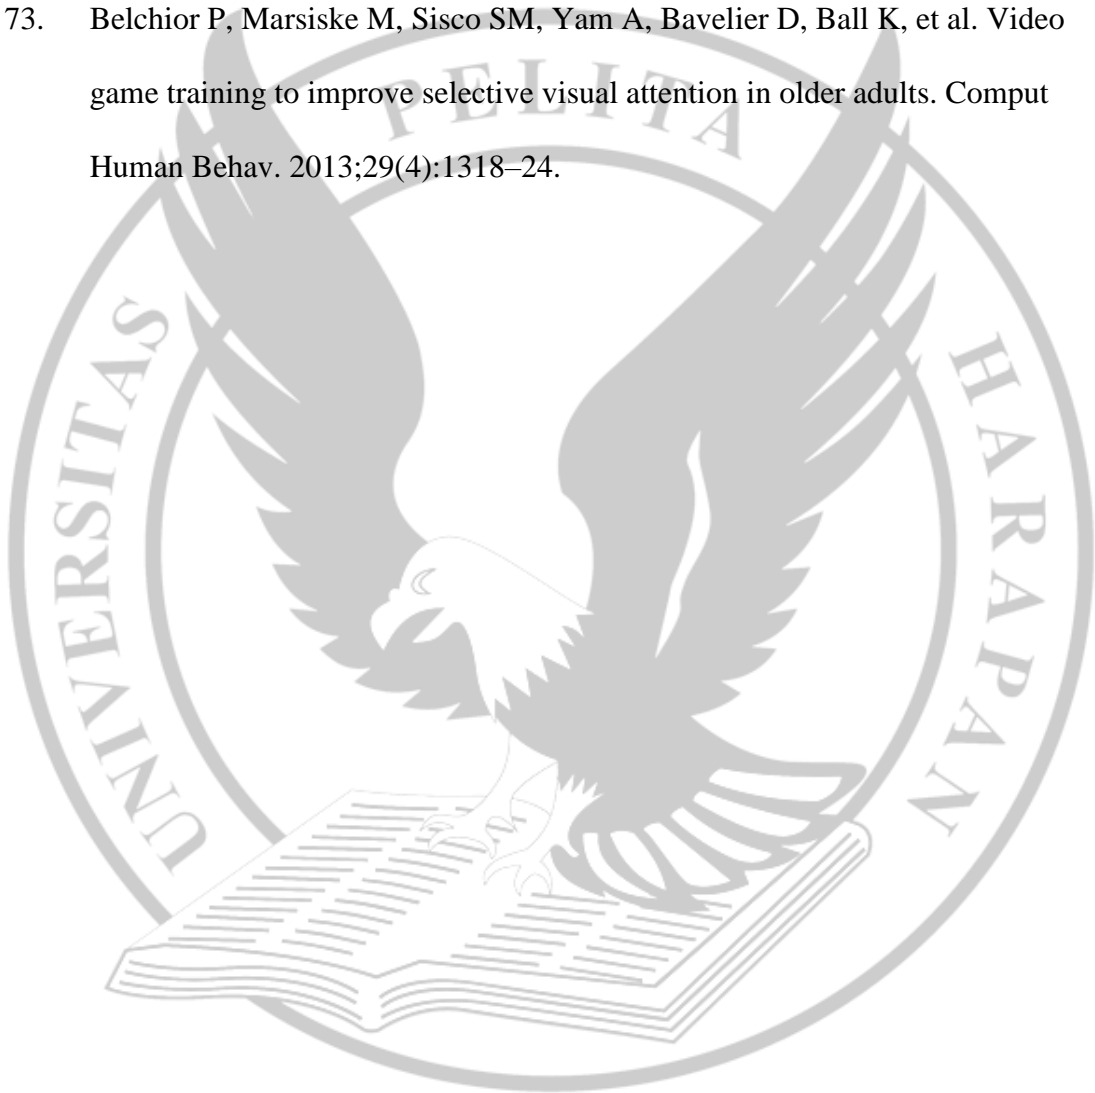 73. Belchior P, Marsiske M, Sisco SM, Yam A, Bavelier D, Ball K, et al. Video
game training to improve selective visual attention in older adults. Comput
Human Behav. 2013;29(4):1318–24.
UNIVERSITAS PELITA HARAPAN